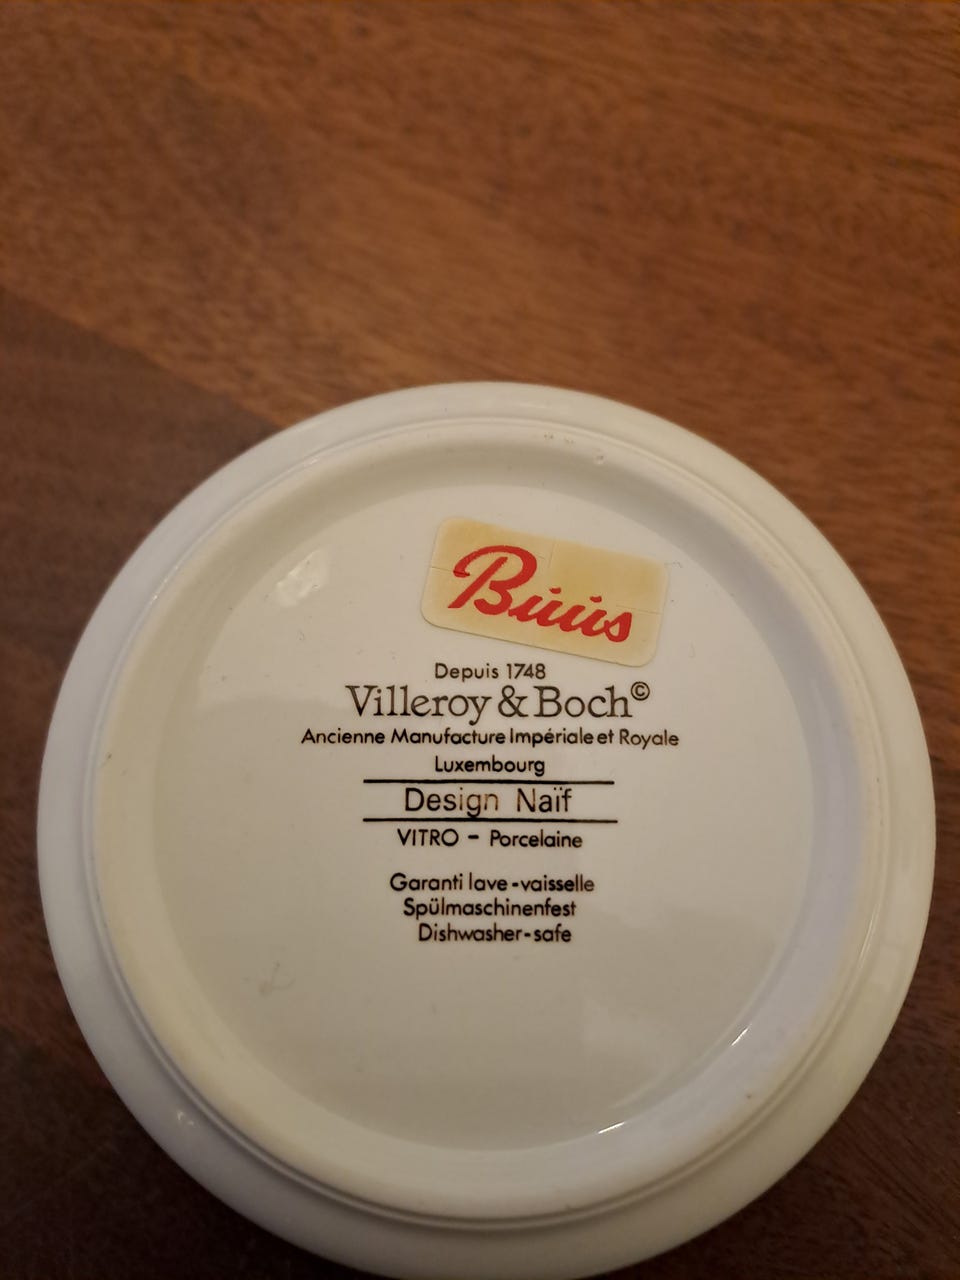 Buus
Depuis 1748
Villeroy & Boch©
Ancienne Manufacture Impériale et Royale
Luxembourg
Design Naïf
VITRO - Porcelaine
Garanti lave-vaisselle
Spülmaschinenfest
Dishwasher-safe